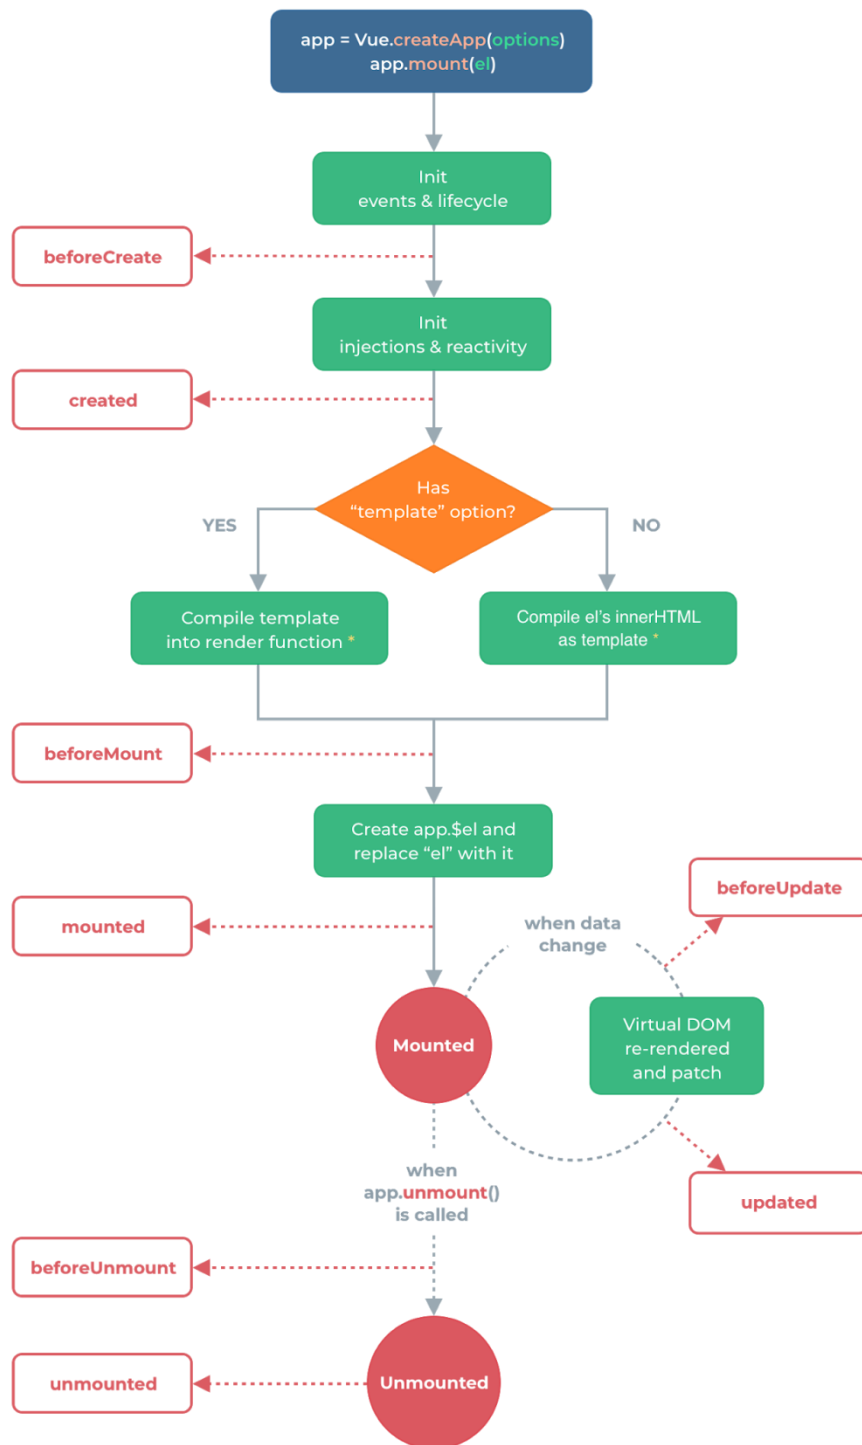 app = Vue.createApp(options)
app.mount(el)
Init
events & lifecycle
beforeCreate
Init
injections & reactivity
created
Has
“template” option?
YES
NO
Compile template
into render function *
Compile el’s innerHTML
as template *
beforeMount
Create app.$el and
replace “el” with it
beforeUpdate
mounted
when data
change
Mounted
Virtual DOM
re-rendered
and patch
when
app.unmount()
is called
updated
beforeUnmount
unmounted
Unmounted